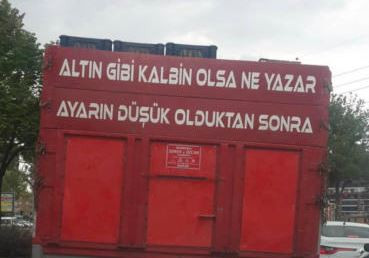 ALTIN GİBİ KALBİN OLSA NE YAZAR
AYARIN DÜŞÜK OLDUKTAN SONRA